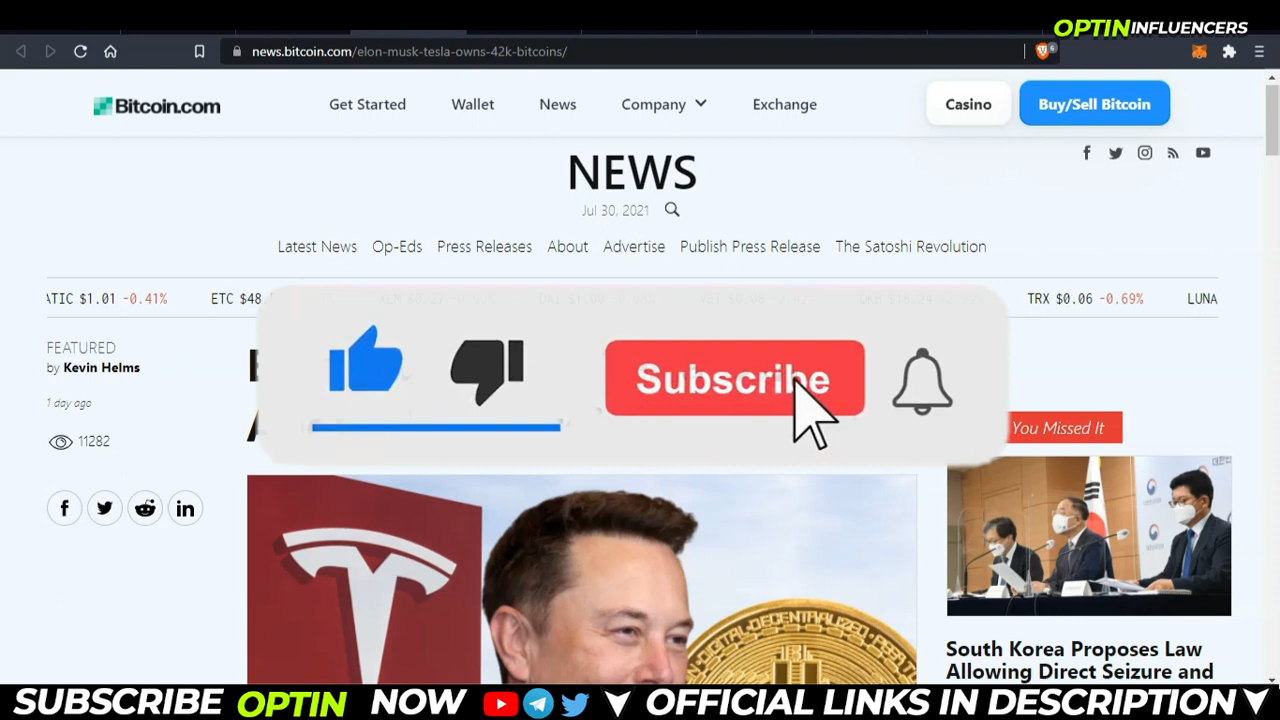 OPTIN INFLUENCERS
news.bitcoin.com/elon-musk-tesla-owns-42k-bitcoins/
Bitcoin.com Get Started Wallet News Company Exchange Casino Buy/Sell Bitcoin
NEWS
Jul 30, 2021
Latest News Op-Eds Press Releases About Advertise Publish Press Release The Satoshi Revolution
ATIC $1.01 -0.41% ETC $48. TRX $0.06 -0.69% LUNA
FEATURED
by Kevin Helms
1 day ago
11282
Subscribe
You Missed It
South Korea Proposes Law
Allowing Direct Seizure and
SUBSCRIBE OPTIN NOW OFFICIAL LINKS IN DESCRIPTION